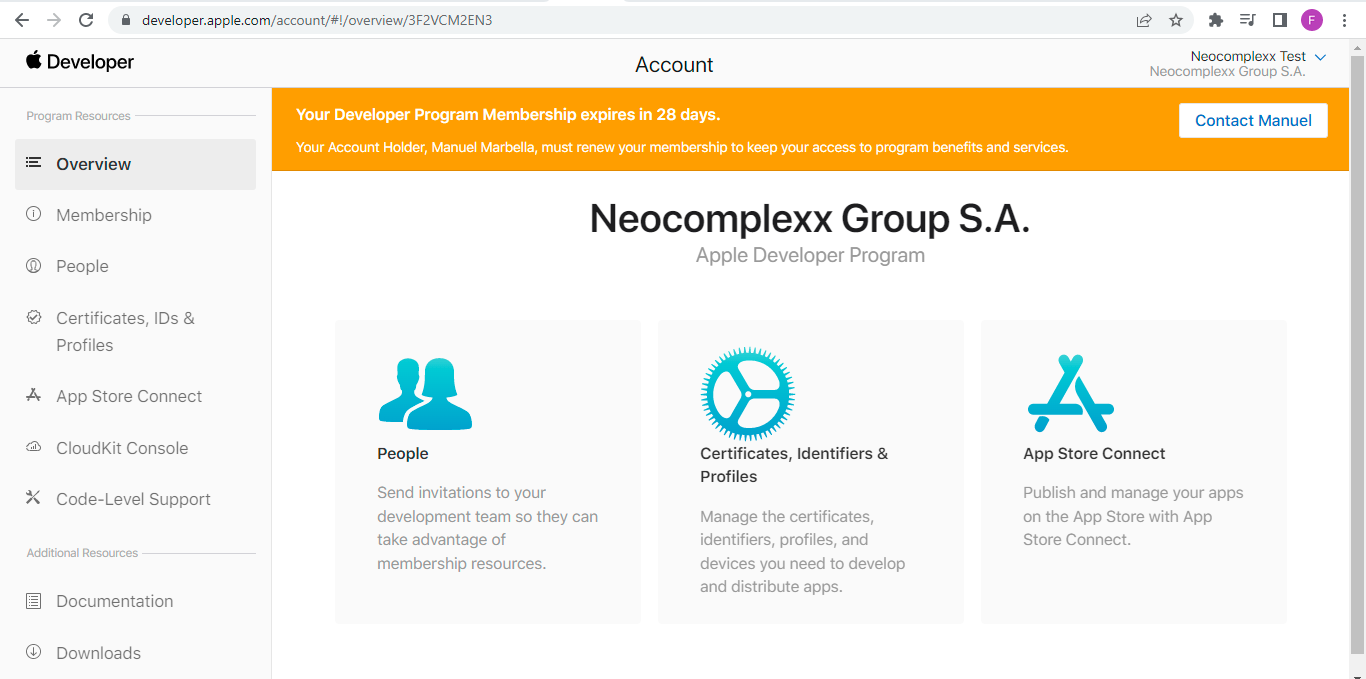 developer.apple.com/account/#!/overview/3F2VCM2EN3
F
Developer
Account
Neocomplexx Test
Neocomplexx Group S.A.
Program Resources
Overview
Membership
People
Certificates, IDs &
Profiles
App Store Connect
CloudKit Console
Code-Level Support
Additional Resources
Documentation
Downloads
Your Developer Program Membership expires in 28 days.
Your Account Holder, Manuel Marbella, must renew your membership to keep your access to program benefits and services.
Contact Manuel
Neocomplexx Group S.A.
Apple Developer Program
People
Send invitations to your
development team so they can
take advantage of
membership resources.
Certificates, Identifiers &
Profiles
Manage the certificates,
identifiers, profiles, and
devices you need to develop
and distribute apps.
App Store Connect
Publish and manage your apps
on the App Store with App
Store Connect.